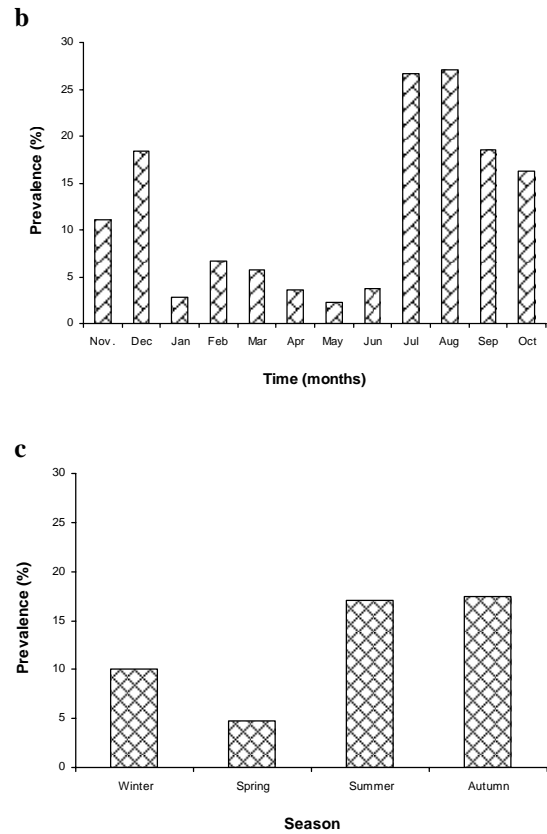 b
30
25
20
15
10
5
0
Prevalence (%)
Nov. Dec Jan Feb Mar Apr May Jun Jul Aug Sep Oct
Time (months)
c
30
25
20
15
10
5
0
Prevalence (%)
Winter Spring Summer Autumn
Season